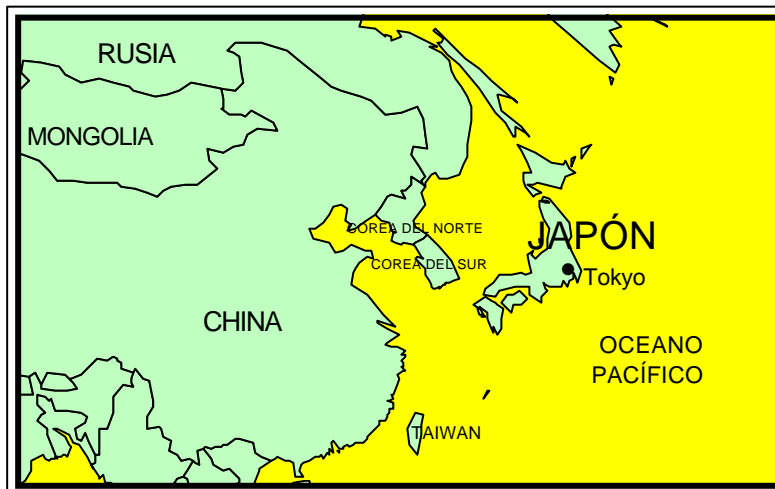 RUSIA
MONGOLIA
COREA DEL NORTE
JAPÓN
COREA DEL SUR
Tokyo
CHINA
OCEANO
PACÍFICO
TAIWAN